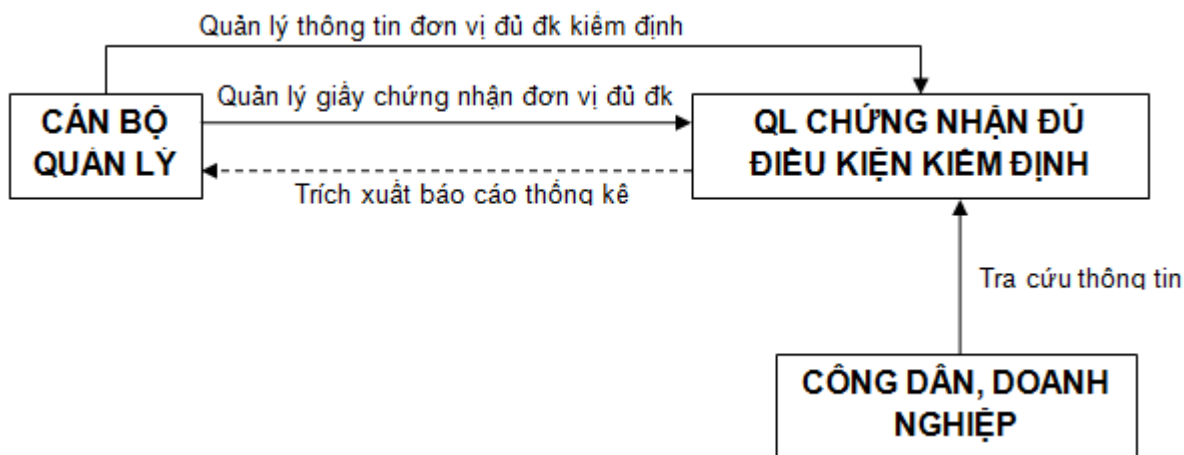 Quản lý thông tin đơn vị đủ đk kiểm định
Quản lý giấy chứng nhận đơn vị đủ đk
CÁN BỘ
QUẢN LÝ
QL CHỨNG NHẬN ĐỦ
ĐIỀU KIỆN KIỂM ĐỊNH
Trích xuất báo cáo thống kê
Tra cứu thông tin
CÔNG DÂN, DOANH
NGHIỆP